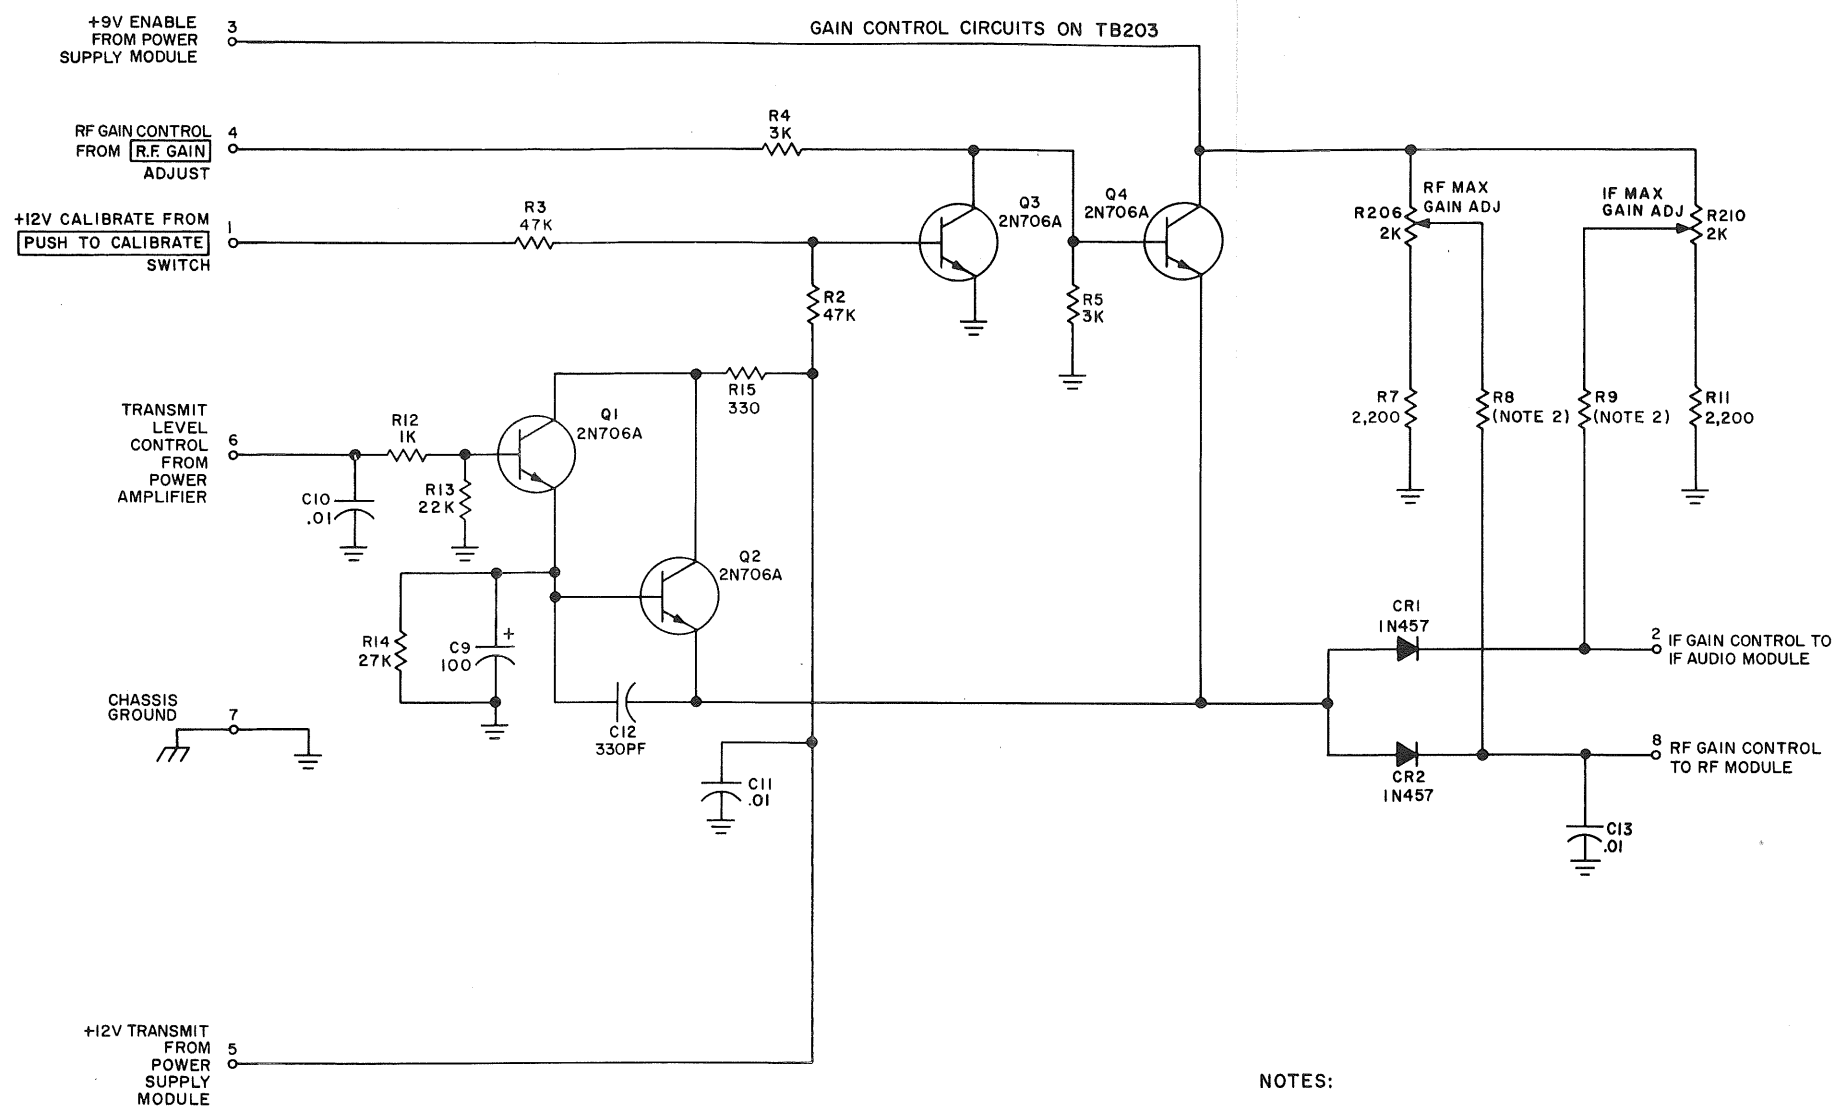 GAIN CONTROL CIRCUITS ON TB203
+9V ENABLE
FROM POWER
SUPPLY MODULE
3
RF GAIN CONTROL
FROM R.F. GAIN
ADJUST
4
R4
3K
+12V CALIBRATE FROM
PUSH TO CALIBRATE
SWITCH
1
R3
47K
Q3
2N706A
Q4
2N706A
RF MAX
GAIN ADJ
R206
2K
IF MAX
GAIN ADJ
R210
2K
R2
47K
R5
3K
R15
330
R7
2,200
R8
(NOTE 2)
R9
(NOTE 2)
R11
2,200
TRANSMIT
LEVEL
CONTROL
FROM
POWER
AMPLIFIER
6
R12
1K
Q1
2N706A
C10
.01
R13
22K
Q2
2N706A
R14
27K
C9
100
+
C12
330PF
CHASSIS
GROUND
7
C11
.01
CR1
1N457
2
IF GAIN CONTROL TO
IF AUDIO MODULE
CR2
1N457
8
RF GAIN CONTROL
TO RF MODULE
C13
.01
+12V TRANSMIT
FROM
POWER
SUPPLY
MODULE
5
NOTES: